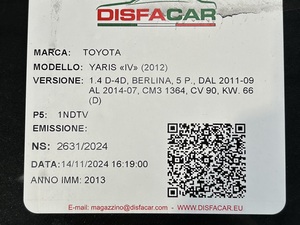 DISFACAR
MARCA: TOYOTA
MODELLO: YARIS «IV» (2012)
VERSIONE: 1.4 D-4D, BERLINA, 5 P., DAL 2011-09
AL 2014-07, CM3 1364, CV 90, KW. 66
(D)
P5: 1NDTV
EMISSIONE:
NS: 2631/2024
DATA:14/11/2024 16:19:00
ANNO IMM: 2013
E-mail: magazzino@disfacar.com - WWW.DISFACAR.EU